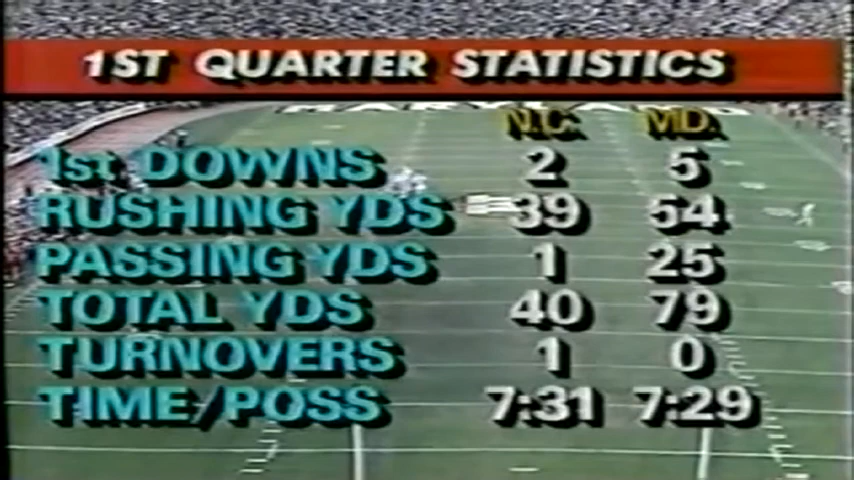 1ST QUARTER STATISTICS
MARYLAND
N.C. MD.
1st DOWNS 2 5
RUSHING YDS 39 54
PASSING YDS 1 25
TOTAL YDS 40 79
TURNOVERS 1 0
TIME/POSS 7:31 7:29